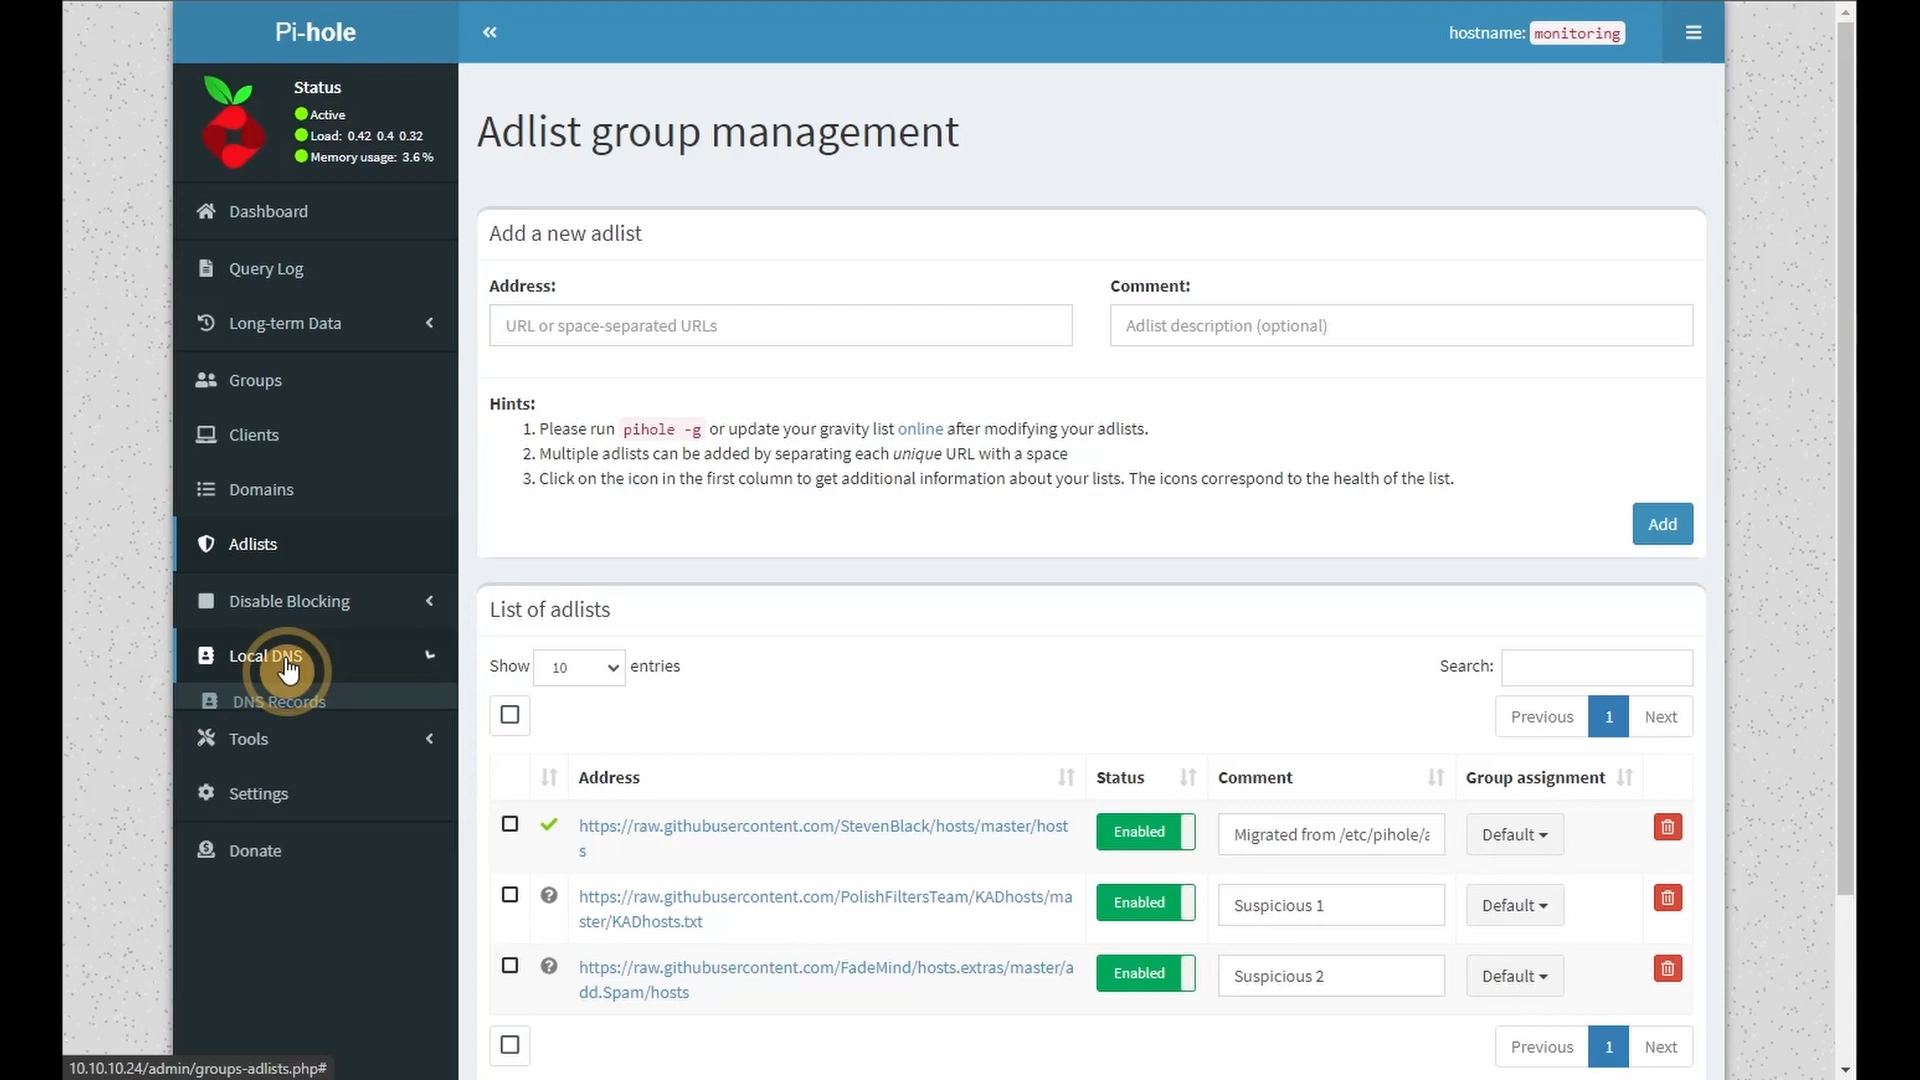 Pi-hole
hostname: monitoring
Status
Active
Load: 0.42 0.4 0.32
Memory usage: 3.6 %
Dashboard
Query Log
Long-term Data
Groups
Clients
Domains
Adlists
Disable Blocking
Local DNS
DNS Records
Tools
Settings
Donate
Adlist group management
Add a new adlist
Address:
Comment:
URL or space-separated URLs
Adlist description (optional)
Hints:
1. Please run pihole -g or update your gravity list online after modifying your adlists.
2. Multiple adlists can be added by separating each unique URL with a space
3. Click on the icon in the first column to get additional information about your lists. The icons correspond to the health of the list.
Add
List of adlists
Show 10 entries
Search:
Previous 1 Next
Address Status Comment Group assignment
https://raw.githubusercontent.com/StevenBlack/hosts/master/host
s
Enabled
Migrated from /etc/pihole/a
Default
https://raw.githubusercontent.com/PolishFiltersTeam/KADhosts/ma
ster/KADhosts.txt
Enabled
Suspicious 1
Default
https://raw.githubusercontent.com/FadeMind/hosts.extras/master/a
dd.Spam/hosts
Enabled
Suspicious 2
Default
Previous 1 Next
10.10.10.24/admin/groups-adlists.php#